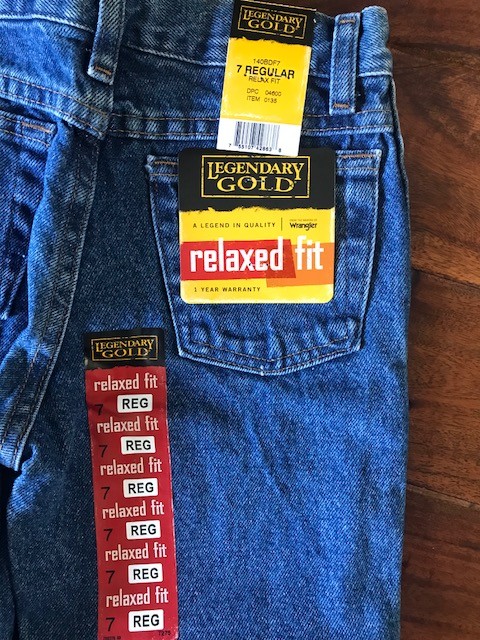 LEGENDARY
GOLD
140BDF7
7 REGULAR
RELAX FIT
DPC 04600
ITEM 0135
LEGENDARY
GOLD
A LEGEND IN QUALITY
Wrangler
relaxed fit
1 YEAR WARRANTY
LEGENDARY
GOLD
relaxed fit
7 REG
relaxed fit
7 REG
relaxed fit
7 REG
relaxed fit
7 REG
relaxed fit
7 REG
relaxed fit
7 REG